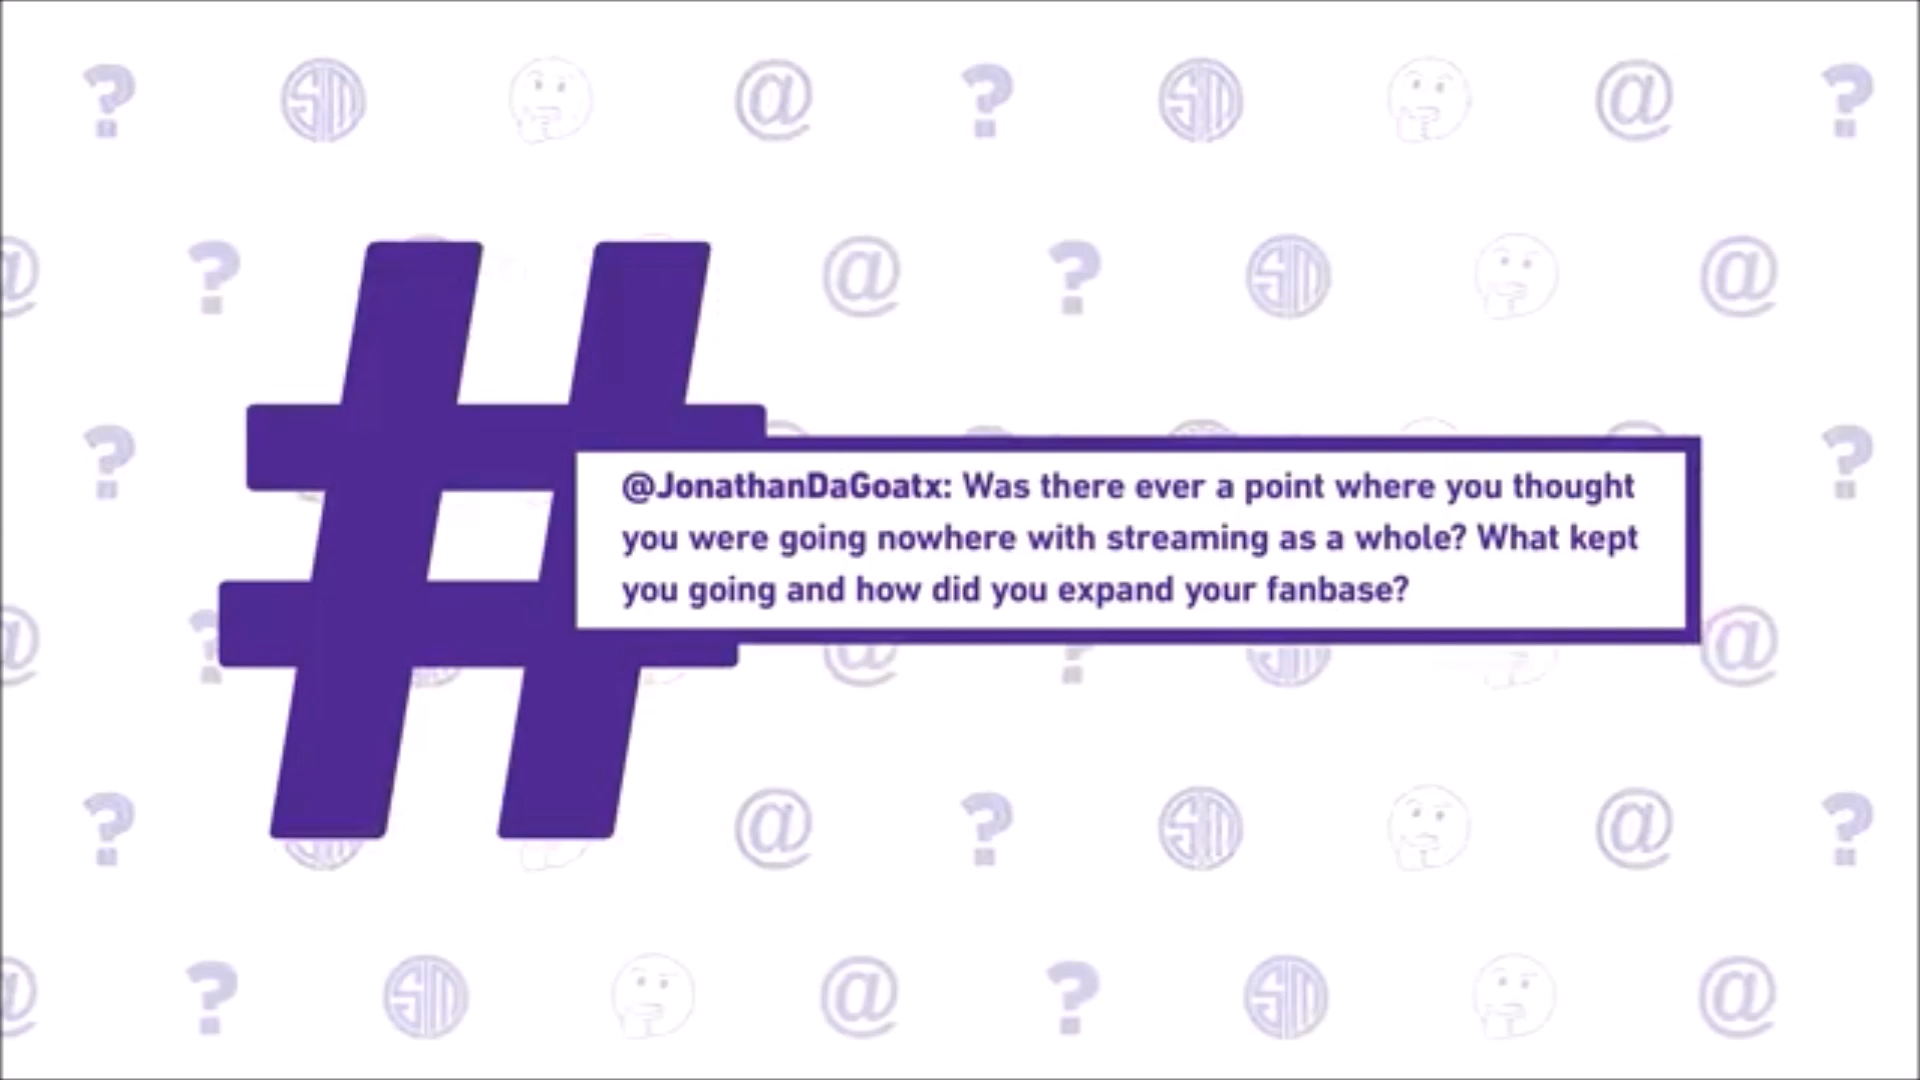 @JonathanDaGoatx: Was there ever a point where you thought
you were going nowhere with streaming as a whole? What kept
you going and how did you expand your fanbase?